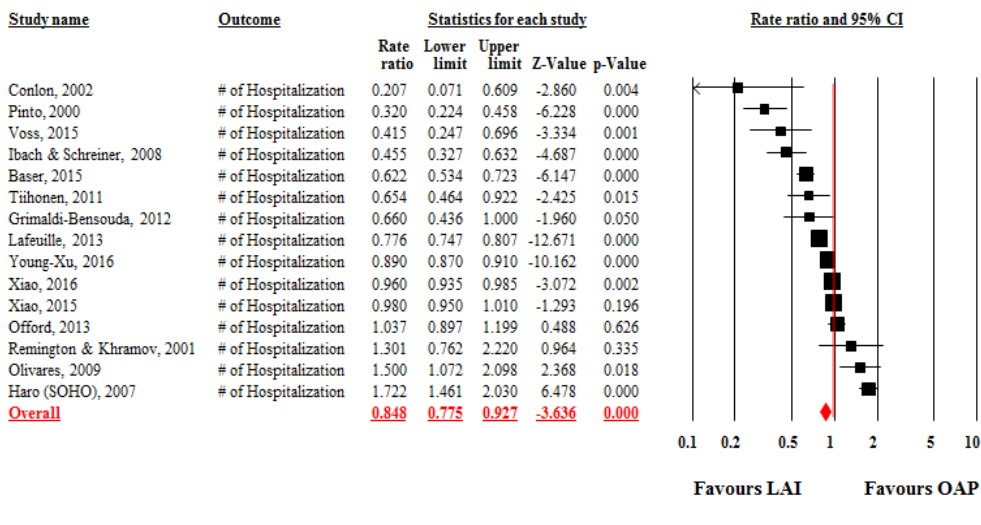 Study name Outcome Statistics for each study Rate ratio and 95% CI
Rate Lower Upper
ratio limit limit Z-Value p-Value
Conlon, 2002 # of Hospitalization 0.207 0.071 0.609 -2.860 0.004
Pinto, 2000 # of Hospitalization 0.320 0.224 0.458 -6.228 0.000
Voss, 2015 # of Hospitalization 0.415 0.247 0.696 -3.334 0.001
Ibach & Schreiner, 2008 # of Hospitalization 0.455 0.327 0.632 -4.687 0.000
Baser, 2015 # of Hospitalization 0.622 0.534 0.723 -6.147 0.000
Tiihonen, 2011 # of Hospitalization 0.654 0.464 0.922 -2.425 0.015
Grimaldi-Bensouda, 2012 # of Hospitalization 0.660 0.436 1.000 -1.960 0.050
Lafeuille, 2013 # of Hospitalization 0.776 0.747 0.807 -12.671 0.000
Young-Xu, 2016 # of Hospitalization 0.890 0.870 0.910 -10.162 0.000
Xiao, 2016 # of Hospitalization 0.960 0.935 0.985 -3.072 0.002
Xiao, 2015 # of Hospitalization 0.980 0.950 1.010 -1.293 0.196
Offord, 2013 # of Hospitalization 1.037 0.897 1.199 0.488 0.626
Remington & Khramov, 2001 # of Hospitalization 1.301 0.762 2.220 0.964 0.335
Olivares, 2009 # of Hospitalization 1.500 1.072 2.098 2.368 0.018
Haro (SOHO), 2007 # of Hospitalization 1.722 1.461 2.030 6.478 0.000
Overall 0.848 0.775 0.927 -3.636 0.000
0.1 0.2 0.5 1 2 5 10
Favours LAI Favours OAP